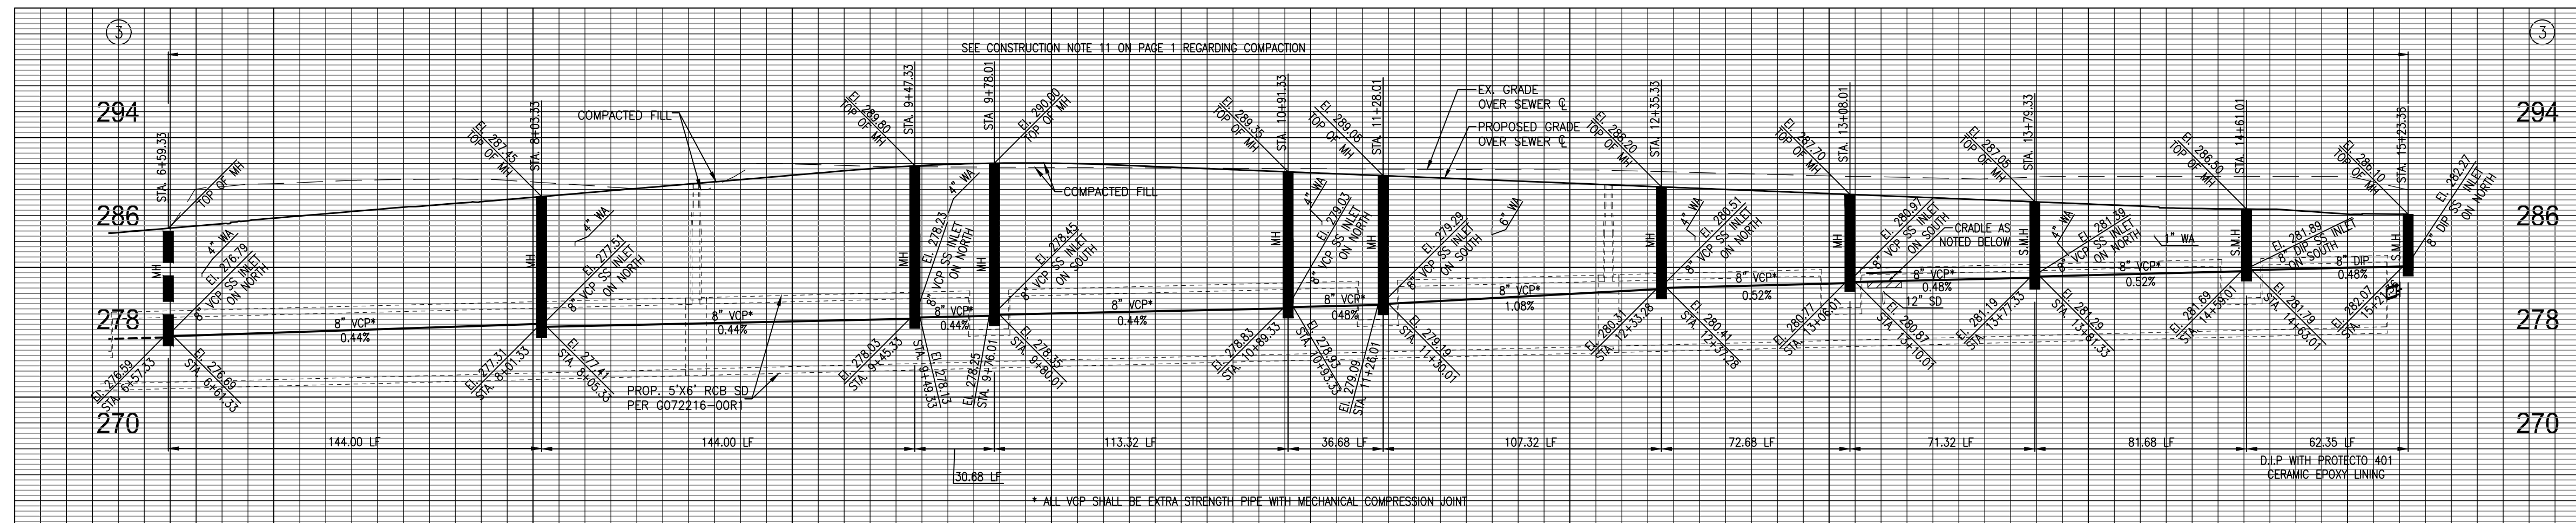 3
3
SEE CONSTRUCTION NOTE 11 ON PAGE 1 REGARDING COMPACTION
294
286
278
270
294
286
278
270
STA. 6+59.33
TOP OF MH
4" WA
El. 276.79
8" VCP SS INLET
ON NORTH
MH
El. 276.59
STA. 6+57.33
El. 276.69
STA. 6+61.33
8" VCP*
0.44%
144.00 LF
El. 287.45
TOP OF MH
STA. 8+03.33
MH
4" WA
El. 277.51
8" VCP SS INLET
ON NORTH
El. 277.31
STA. 8+01.33
El. 277.41
STA. 8+05.33
COMPACTED FILL
8" VCP*
0.44%
PROP. 5'X6' RCB SD
PER G072216-00R1
144.00 LF
El. 289.80
TOP OF MH
STA. 9+47.33
MH
El. 278.23
8" VCP SS INLET
ON NORTH
4" WA
El. 278.03
STA. 9+45.33
El. 278.13
STA. 9+49.33
8" VCP*
0.44%
30.68 LF
STA. 9+78.01
El. 290.00
TOP OF MH
MH
COMPACTED FILL
El. 278.45
8" VCP SS INLET
ON SOUTH
El. 278.25
STA. 9+76.01
El. 278.35
STA. 9+80.01
8" VCP*
0.44%
113.32 LF
El. 289.35
TOP OF MH
STA. 10+91.33
MH
4" WA
El. 279.03
8" VCP SS INLET
ON NORTH
El. 278.83
STA. 10+89.33
El. 278.93
STA. 10+93.33
8" VCP*
048%
36.68 LF
El. 289.05
TOP OF MH
STA. 11+28.01
MH
El. 279.29
8" VCP SS INLET
ON SOUTH
El. 279.09
STA. 11+26.01
El. 279.19
STA. 11+30.01
EX. GRADE
OVER SEWER ℄
PROPOSED GRADE
OVER SEWER ℄
6" WA
8" VCP*
1.08%
107.32 LF
El. 288.20
TOP OF MH
STA. 12+35.33
MH
4" WA
El. 280.51
8" VCP SS INLET
ON NORTH
El. 280.31
STA. 12+33.28
El. 280.41
STA. 12+37.28
8" VCP*
0.52%
72.68 LF
El. 287.70
TOP OF MH
STA. 13+08.01
MH
El. 280.97
8" VCP SS INLET
ON SOUTH
CRADLE AS
NOTED BELOW
El. 280.77
STA. 13+06.01
El. 280.87
STA. 13+10.01
12" SD
8" VCP*
0.48%
71.32 LF
El. 287.05
TOP OF MH
STA. 13+79.33
S.M.H
4" WA
El. 281.39
8" VCP SS INLET
ON NORTH
El. 281.19
STA. 13+77.33
El. 281.29
STA. 13+81.33
1" WA
8" VCP*
0.52%
81.68 LF
El. 286.50
TOP OF MH
STA. 14+61.01
S.M.H
El. 281.89
8" DIP SS INLET
ON SOUTH
El. 281.69
STA. 14+59.01
El. 281.79
STA. 14+63.01
8" DIP
0.48%
62.35 LF
D.I.P WITH PROTECTO 401
CERAMIC EPOXY LINING
El. 286.10
TOP OF MH
STA. 15+23.36
S.M.H
El. 282.27
8" DIP SS INLET
ON NORTH
El. 282.07
* ALL VCP SHALL BE EXTRA STRENGTH PIPE WITH MECHANICAL COMPRESSION JOINT